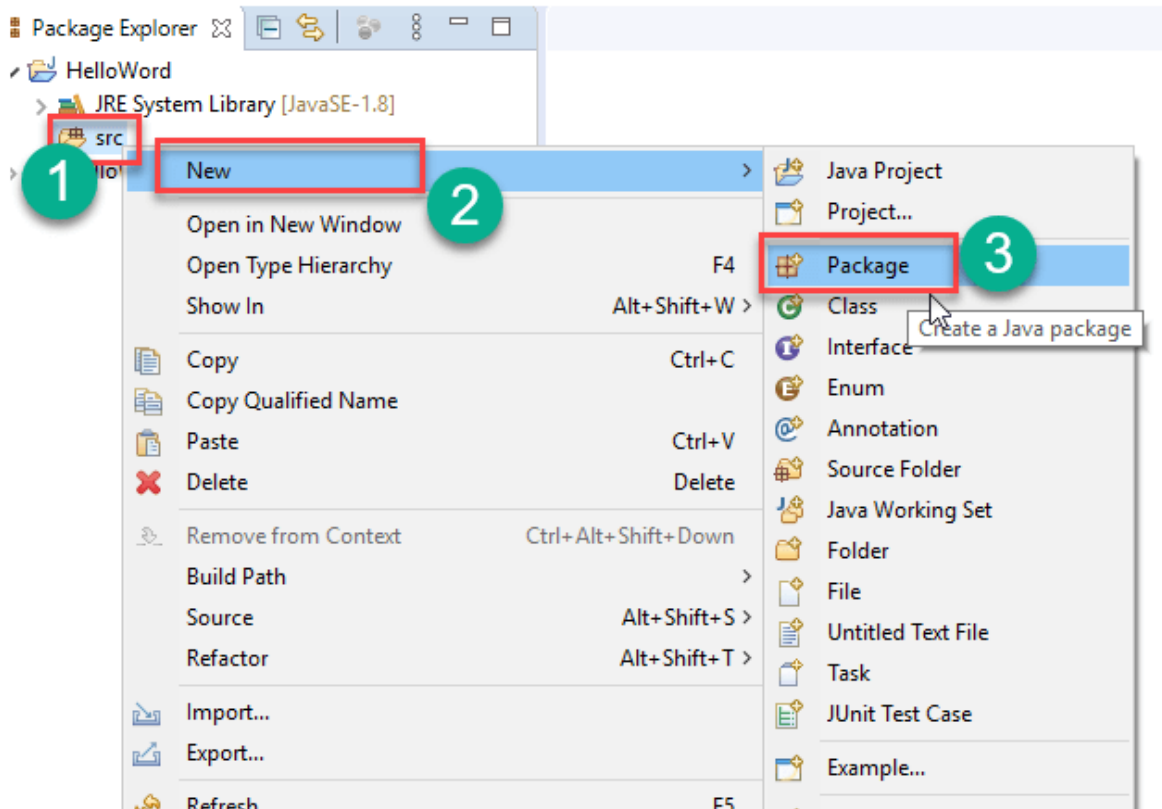 Package Explorer
HelloWord
JRE System Library [JavaSE-1.8]
src
1
New
2
Open in New Window
Open Type Hierarchy F4
Show In Alt+Shift+W >
Copy Ctrl+C
Copy Qualified Name
Paste Ctrl+V
Delete Delete
Remove from Context Ctrl+Alt+Shift+Down
Build Path >
Source Alt+Shift+S >
Refactor Alt+Shift+T >
Import...
Export...
Refresh F5
Java Project
Project...
Package
3
Class
Create a Java package
Interface
Enum
Annotation
Source Folder
Java Working Set
Folder
File
Untitled Text File
Task
JUnit Test Case
Example...